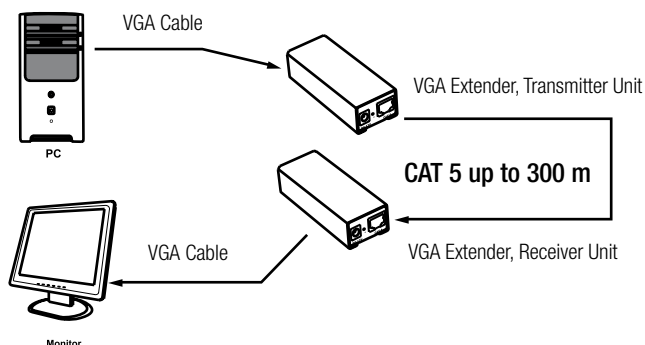 VGA Cable
VGA Extender, Transmitter Unit
PC
CAT 5 up to 300 m
VGA Cable
VGA Extender, Receiver Unit
Monitor